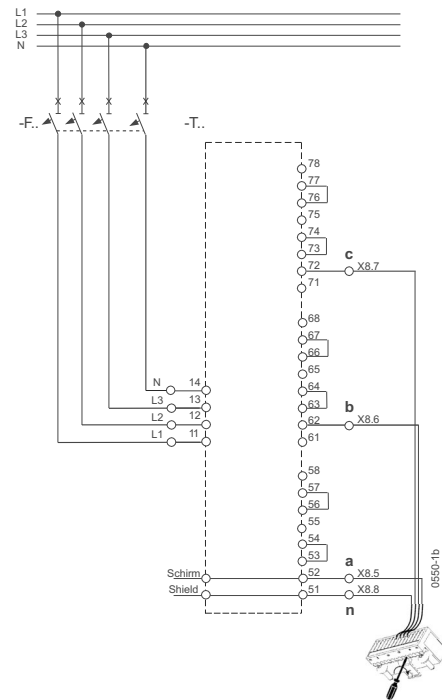 L1
L2
L3
N
-F..
-T..
78
77
76
75
74
73
c
72
X8.7
71
68
67
66
65
64
63
b
62
X8.6
61
N
14
L3
13
L2
12
L1
11
58
57
56
55
54
53
a
Schirm
52
X8.5
Shield
51
X8.8
n
0550-1b